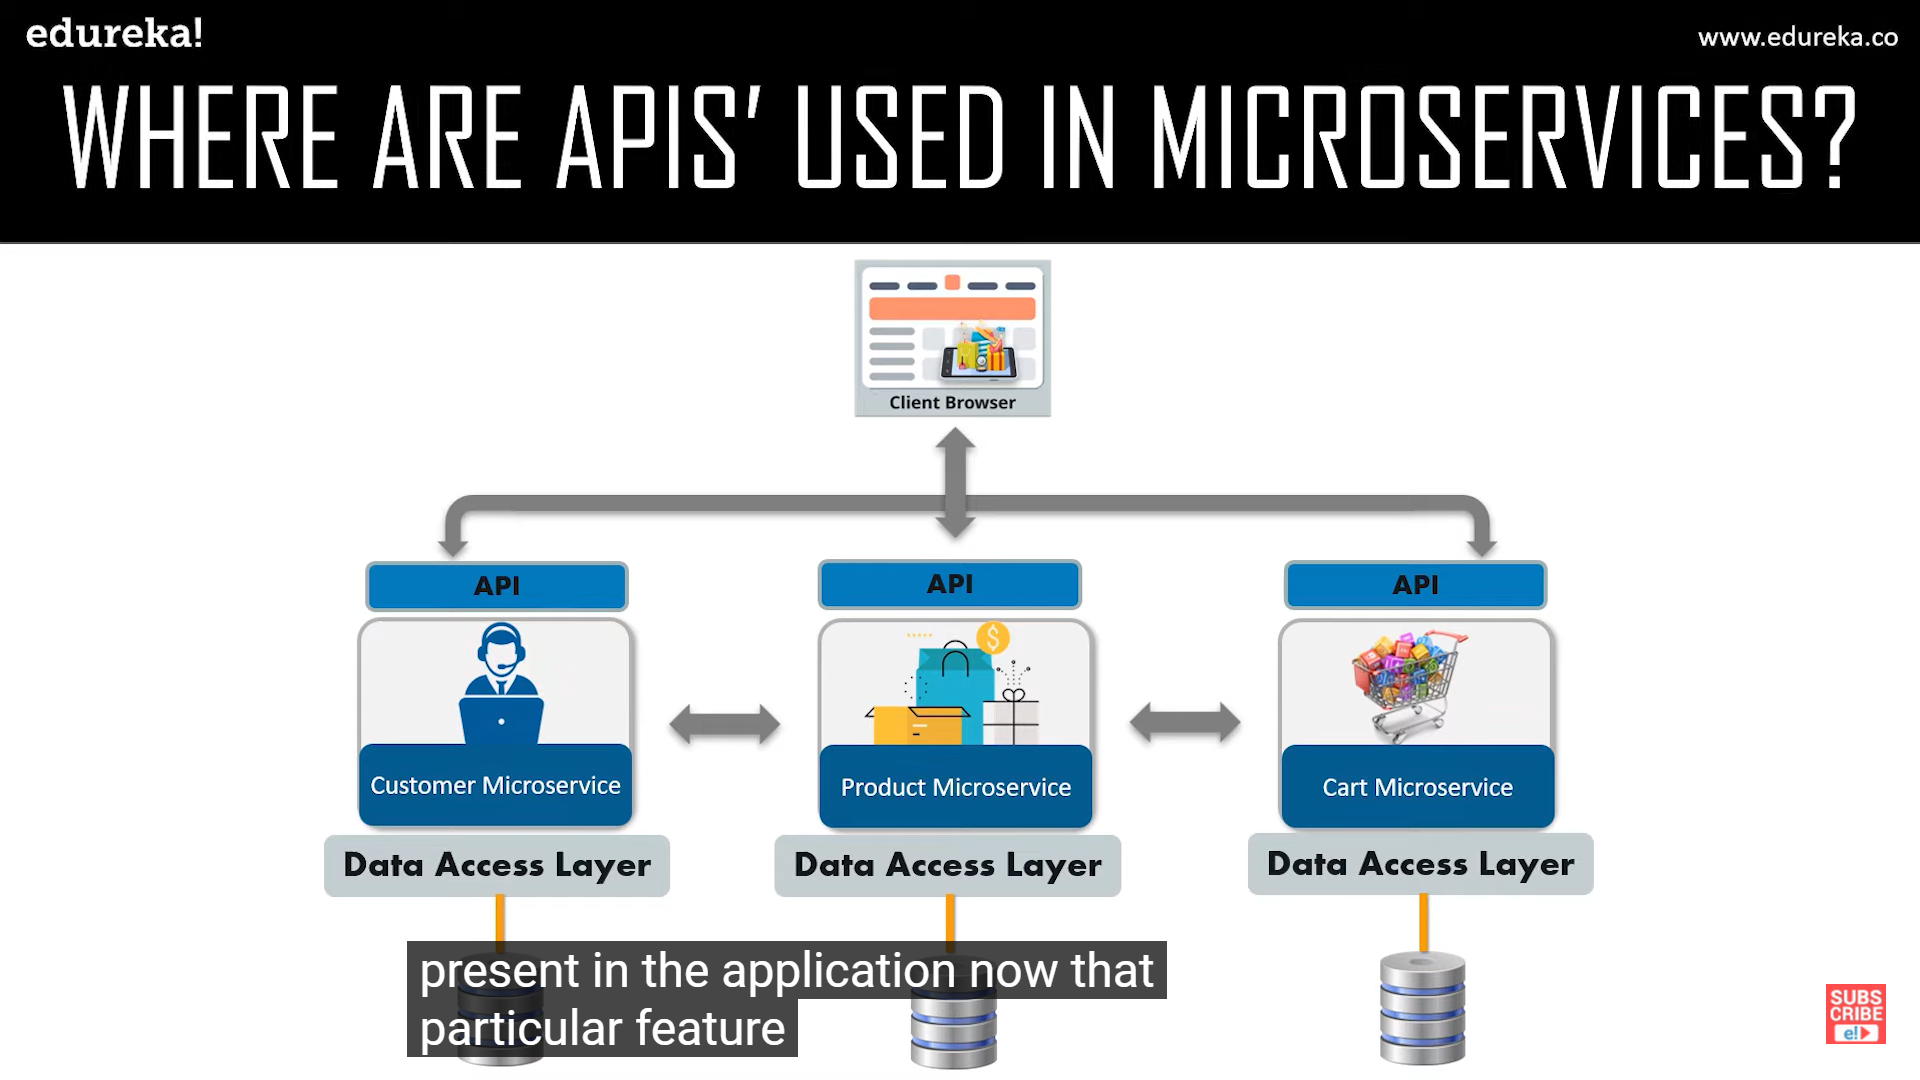 edureka!
www.edureka.co
WHERE ARE APIS' USED IN MICROSERVICES?
Client Browser
API
API
API
Customer Microservice
Product Microservice
Cart Microservice
Data Access Layer
Data Access Layer
Data Access Layer
present in the application now that
particular feature
SUBS
CRIBE
e!